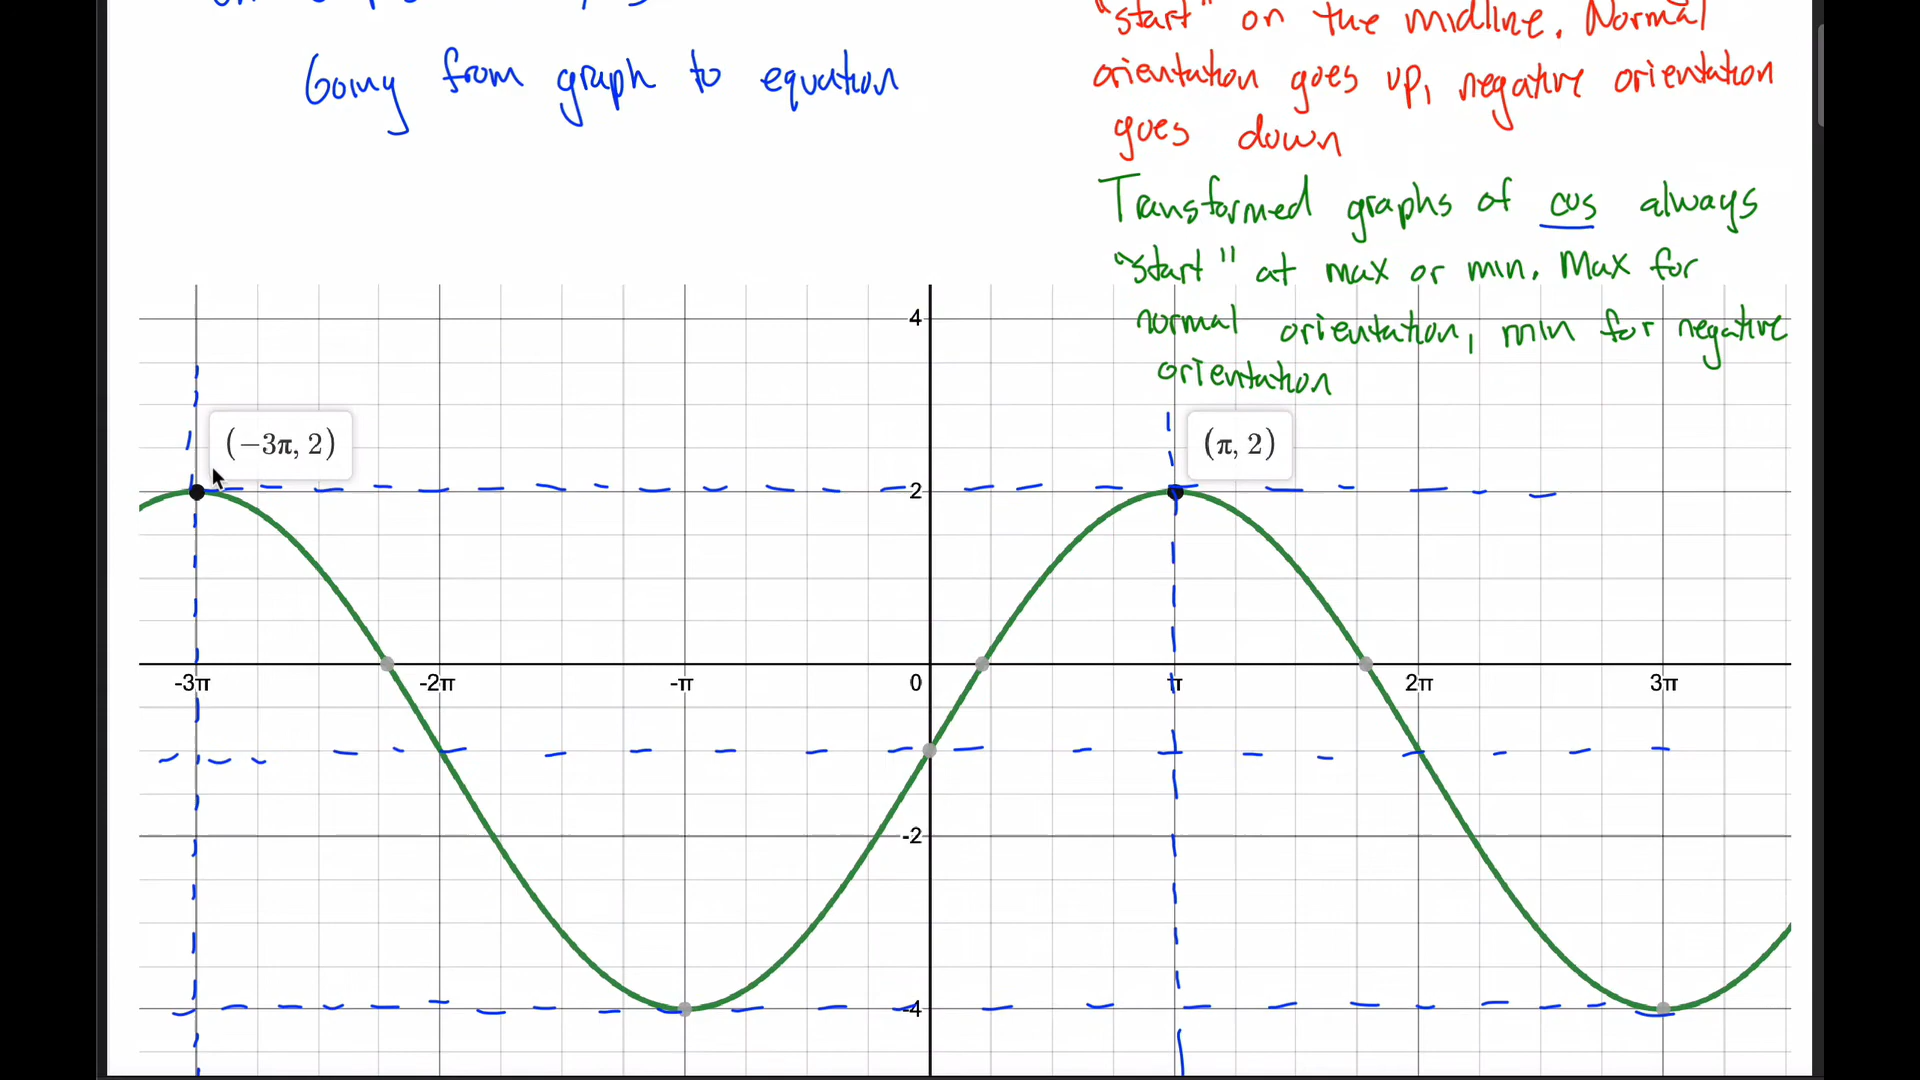 Going from graph to equation
"start" on the midline. Normal
orientation goes up, negative orientation
goes down
Transformed graphs of cos always
"start" at max or min. Max for
normal orientation, min for negative
orientation
4
(−3π, 2)
(π, 2)
2
-3π
-2π
-π
0
π
2π
3π
-2
-4